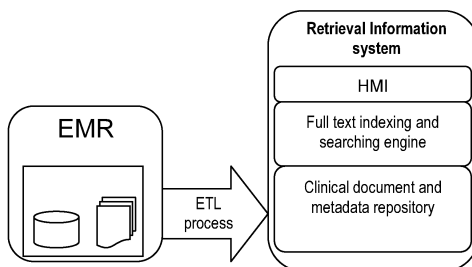 Retrieval Information
system
HMI
EMR
Full text indexing and
searching engine
ETL
process
Clinical document and
metadata repository